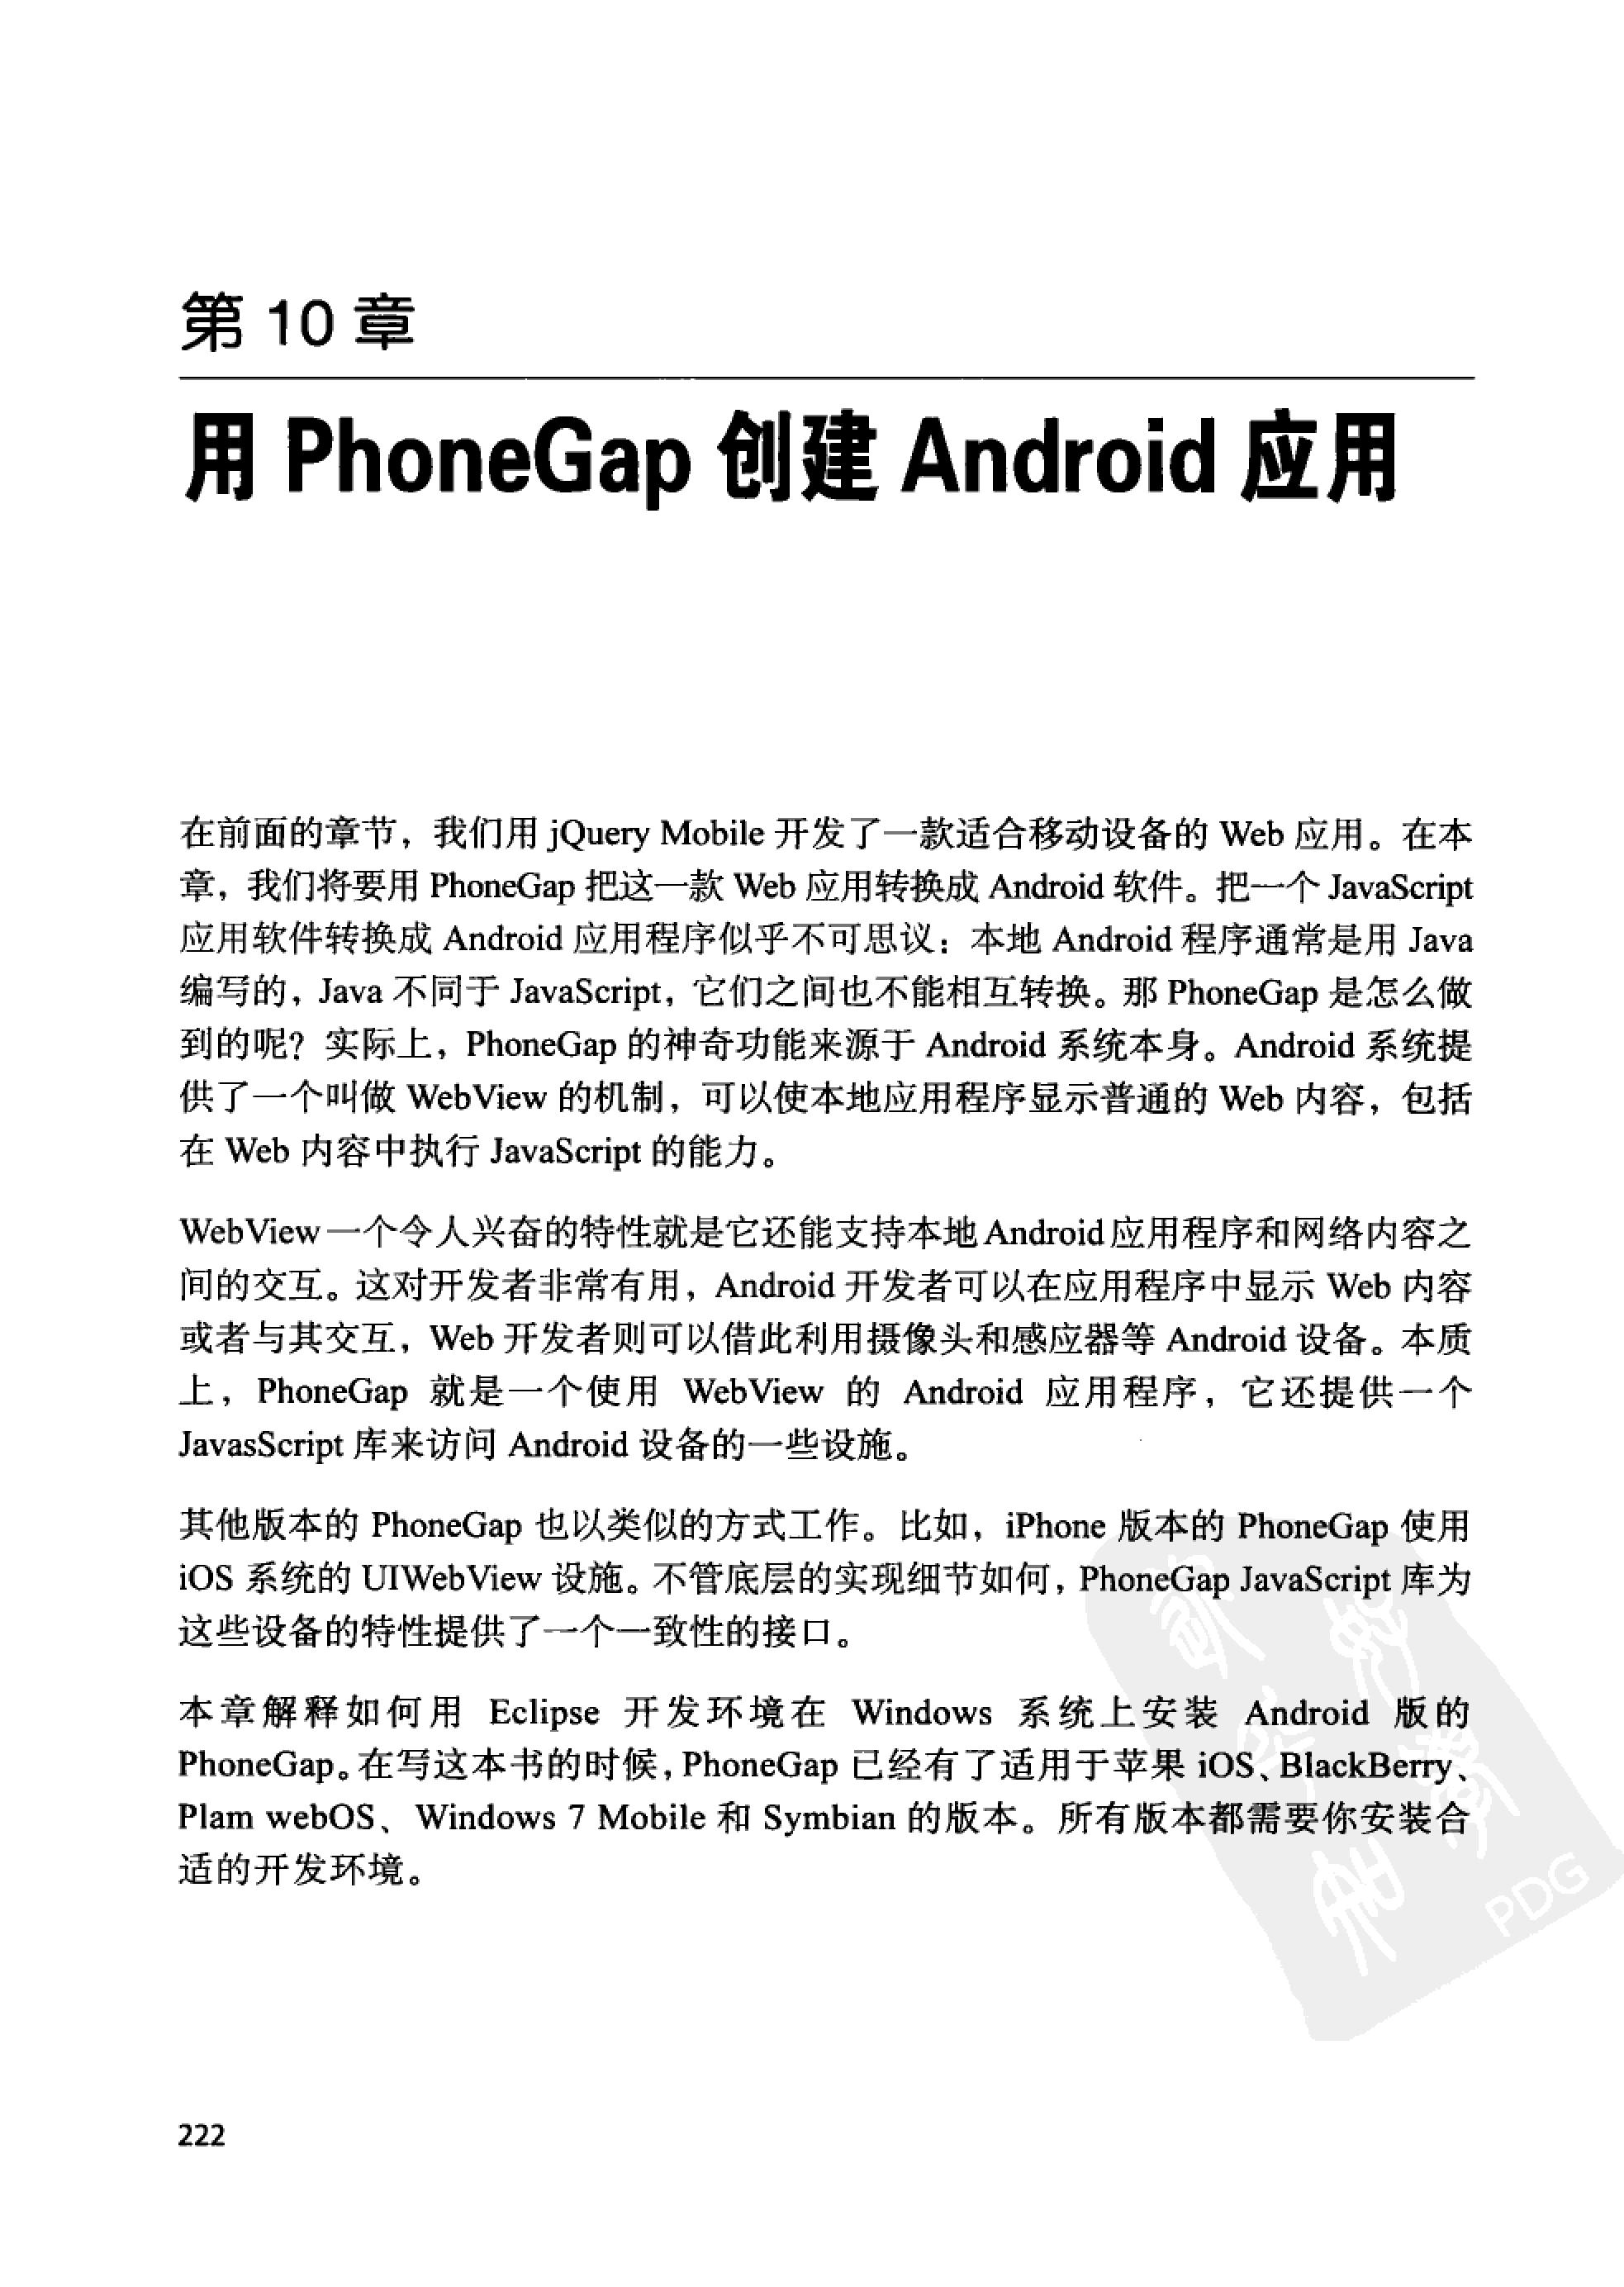 第 10 章
用 PhoneGap 创建 Android 应用
在前面的章节，我们用 jQuery Mobile 开发了一款适合移动设备的 Web 应用。在本
章，我们将要用 PhoneGap 把这一款 Web 应用转换成 Android 软件。把一个 JavaScript
应用软件转换成 Android 应用程序似乎不可思议：本地 Android 程序通常是用 Java
编写的，Java 不同于 JavaScript，它们之间也不能相互转换。那 PhoneGap 是怎么做
到的呢？实际上，PhoneGap 的神奇功能来源于 Android 系统本身。Android 系统提
供了一个叫做 WebView 的机制，可以使本地应用程序显示普通的 Web 内容，包括
在 Web 内容中执行 JavaScript 的能力。
WebView 一个令人兴奋的特性就是它还能支持本地 Android 应用程序和网络内容之
间的交互。这对开发者非常有用，Android 开发者可以在应用程序中显示 Web 内容
或者与其交互，Web 开发者则可以借此利用摄像头和感应器等 Android 设备。本质
上，PhoneGap 就是一个使用 WebView 的 Android 应用程序，它还提供一个
JavasScript 库来访问 Android 设备的一些设施。
其他版本的 PhoneGap 也以类似的方式工作。比如，iPhone 版本的 PhoneGap 使用
iOS 系统的 UIWebView 设施。不管底层的实现细节如何，PhoneGap JavaScript 库为
这些设备的特性提供了一个一致性的接口。
本章解释如何用 Eclipse 开发环境在 Windows 系统上安装 Android 版的
PhoneGap。在写这本书的时候，PhoneGap 已经有了适用于苹果 iOS、BlackBerry、
Plam webOS、Windows 7 Mobile 和 Symbian 的版本。所有版本都需要你安装合
适的开发环境。
PDG
222